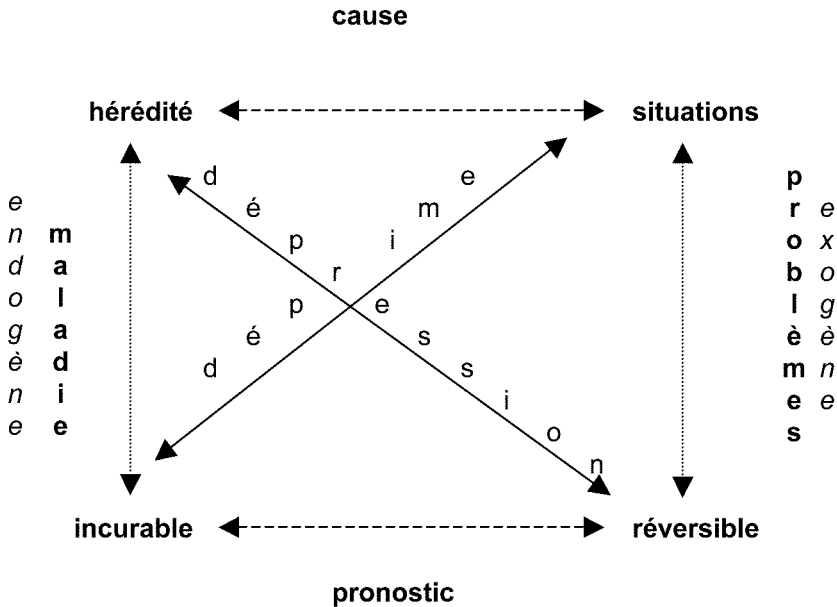 cause
hérédité
situations
dépression
déprime
endogène
maladie
problèmes
exogène
incurable
réversible
pronostic